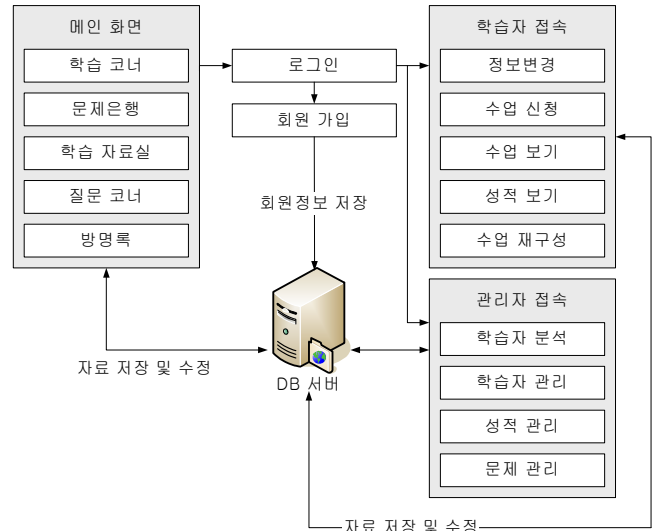 메인 화면
학습 코너
문제은행
학습 자료실
질문 코너
방명록
로그인
회원 가입
회원정보 저장
학습자 접속
정보변경
수업 신청
수업 보기
성적 보기
수업 재구성
관리자 접속
학습자 분석
학습자 관리
성적 관리
문제 관리
자료 저장 및 수정
DB 서버
자료 저장 및 수정